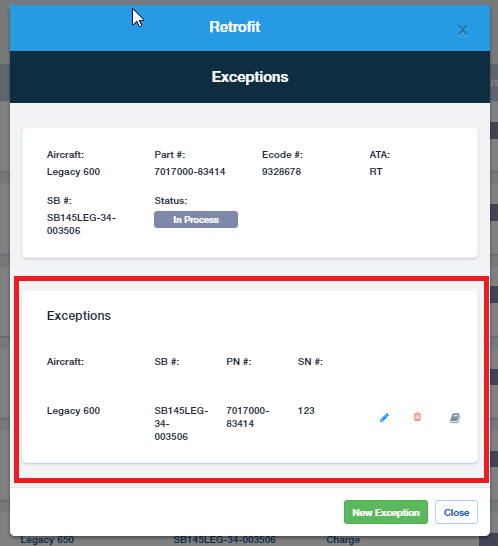 Retrofit
Exceptions
Aircraft: Part #: Ecode #: ATA:
Legacy 600 7017000-83414 9328678 RT
SB #: Status:
SB145LEG-34- In Process
003506
Exceptions
Aircraft: SB #: PN #: SN #:
Legacy 600 SB145LEG- 7017000- 123
34- 83414
003506
New Exception Close
Legacy 650 SB145LEG-34-003506 Charge